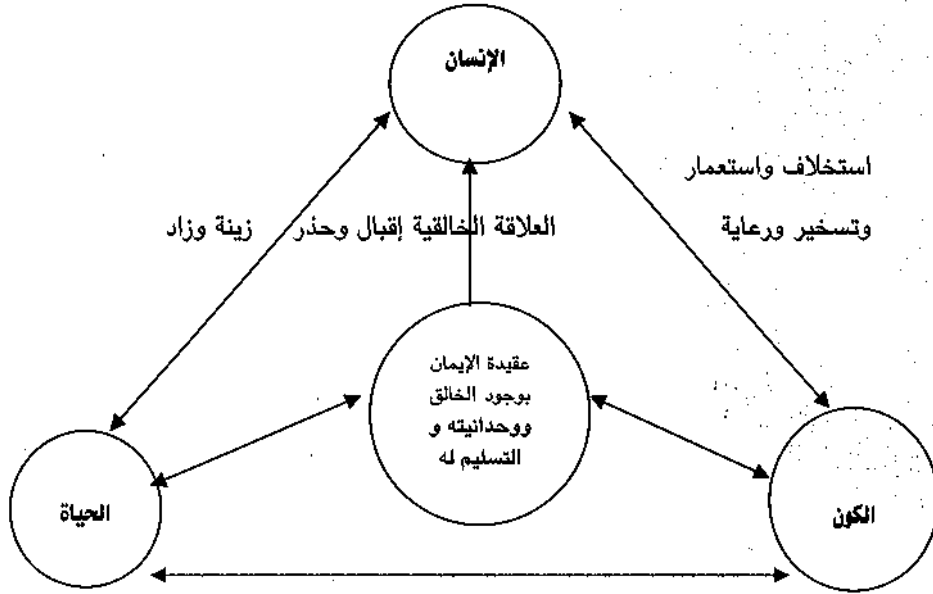 الإنسان
استخلاف واستعمار
وتسخير ورعاية
العلاقة الخالقية إقبال وحذر زينة وزاد
عقيدة الإيمان
بوجود الخالق
ووحدانيته و
التسليم له
الكون
الحياة